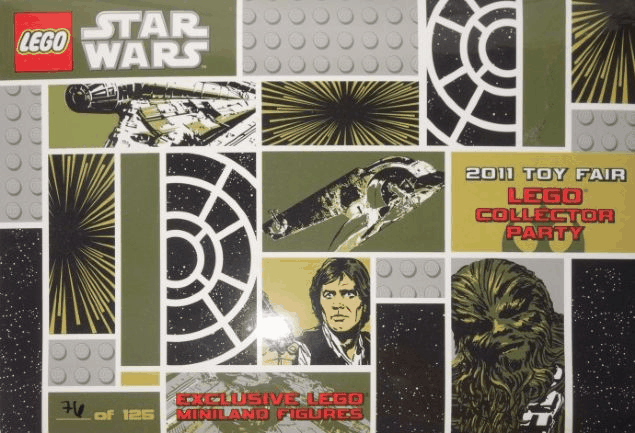 LEGO
STAR
WARS
2011 TOY FAIR
LEGO®
COLLECTOR
PARTY
76 of 125
EXCLUSIVE LEGO
MINILAND FIGURES